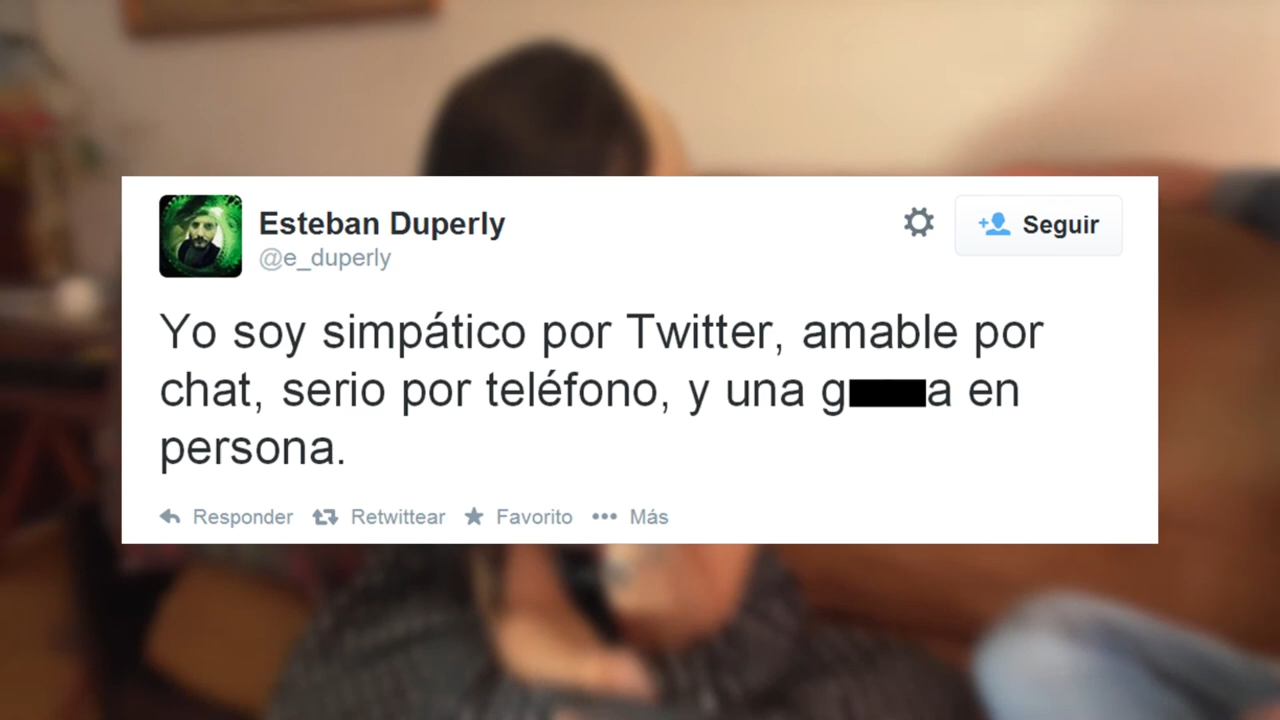 Esteban Duperly
@e_duperly
Seguir
Yo soy simpático por Twitter, amable por
chat, serio por teléfono, y una g a en
persona.
Responder Retwittear Favorito Más